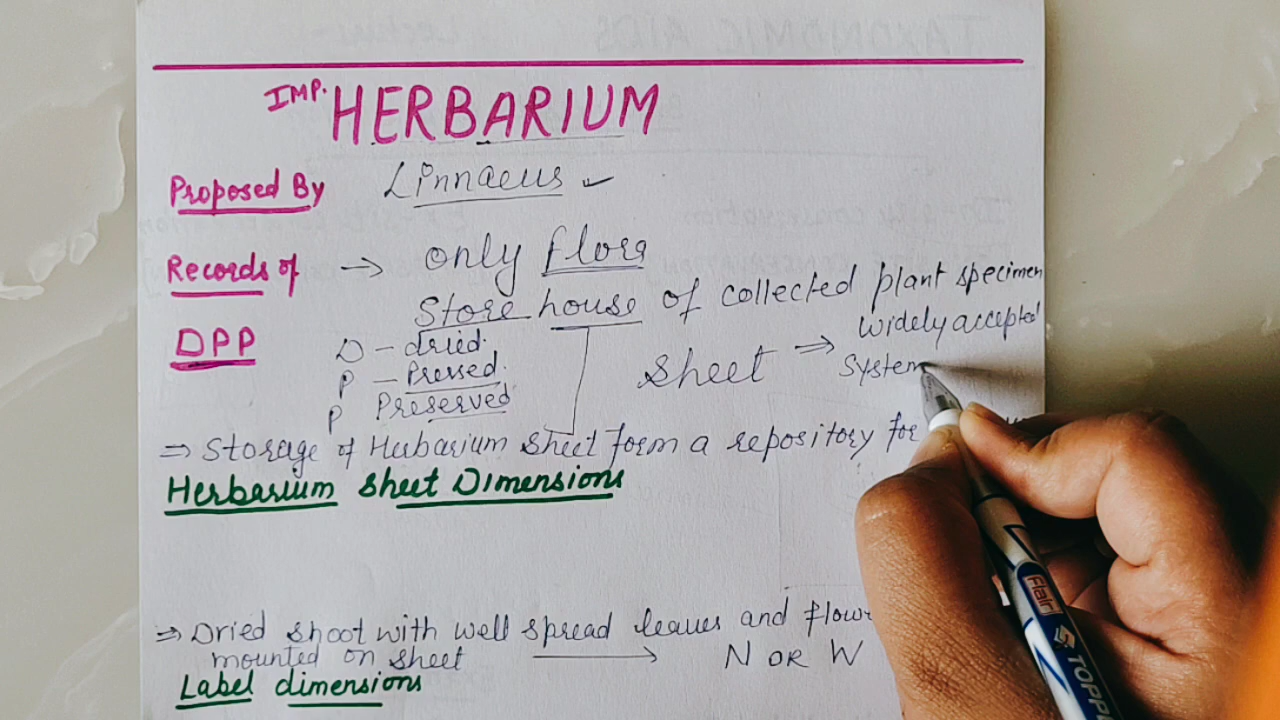 IMP. HERBARIUM
Proposed By Linnaeus
Records of → only flora
Store house of collected plant specimen
DPP
D - dried.
P - Pressed.
P Preserved
Sheet ⇒ widely accepted
System
⇒ Storage of Herbarium sheet form a repository for
Herbarium sheet Dimensions
⇒ Dried shoot with well spread leaves and flow
mounted on sheet → N OR W
Label dimensions
Flair
TOPP